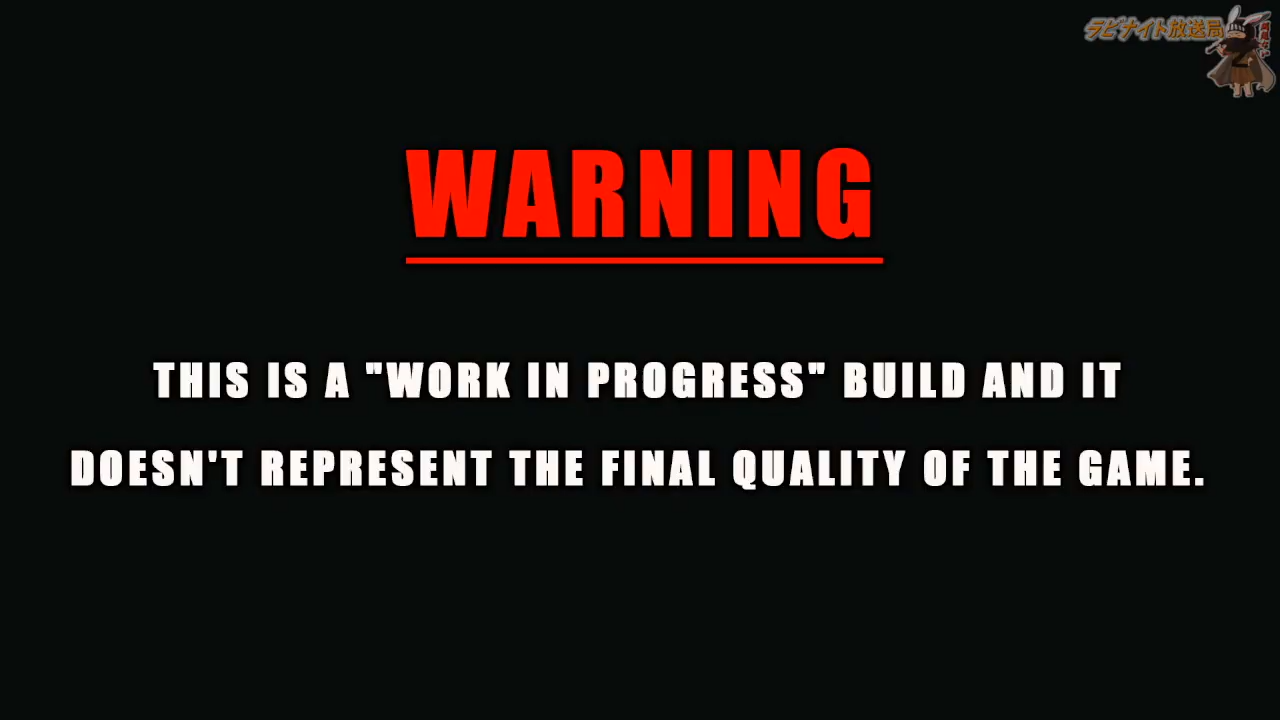 ラビナイト放送局
WARNING
THIS IS A "WORK IN PROGRESS" BUILD AND IT
DOESN'T REPRESENT THE FINAL QUALITY OF THE GAME.